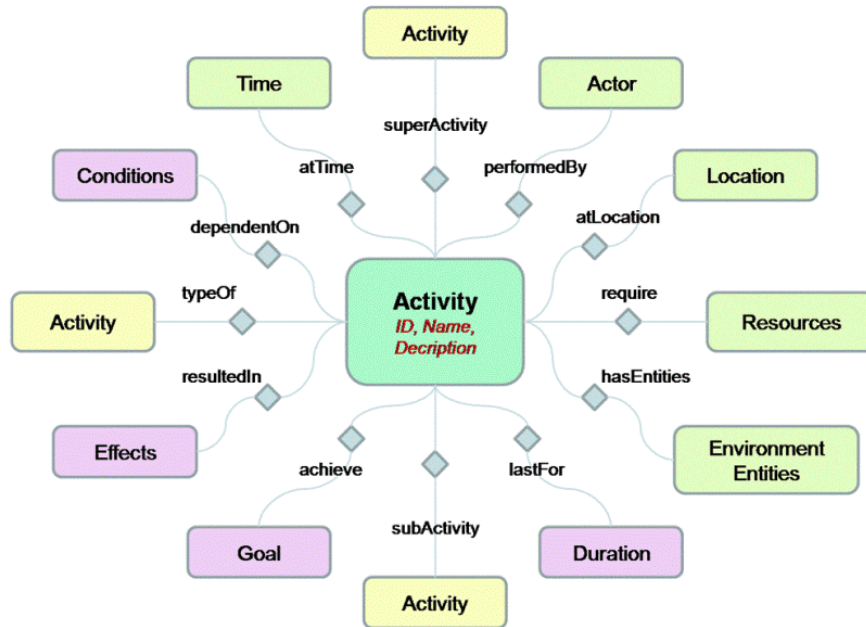 Activity
Time
Actor
superActivity
atTime
performedBy
Conditions
Location
dependentOn
atLocation
Activity
ID, Name,
Decription
typeOf
require
Activity
Resources
resultedIn
hasEntities
Effects
Environment
Entities
achieve
lastFor
subActivity
Goal
Duration
Activity